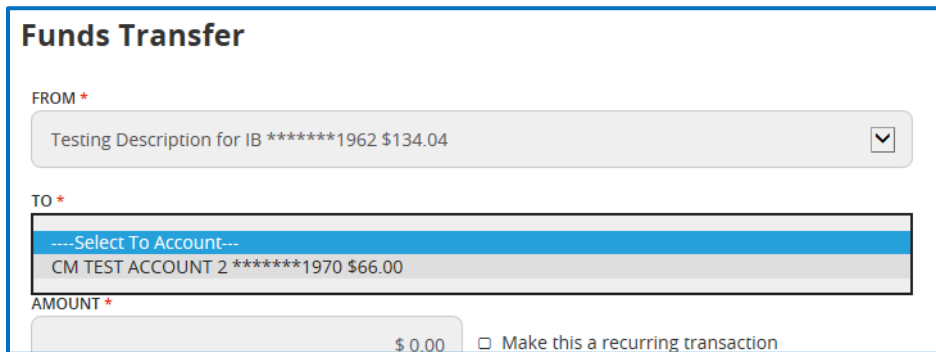 Funds Transfer
FROM *
Testing Description for IB *******1962 $134.04
TO *
----Select To Account---
CM TEST ACCOUNT 2 *******1970 $66.00
AMOUNT *
$ 0.00 Make this a recurring transaction